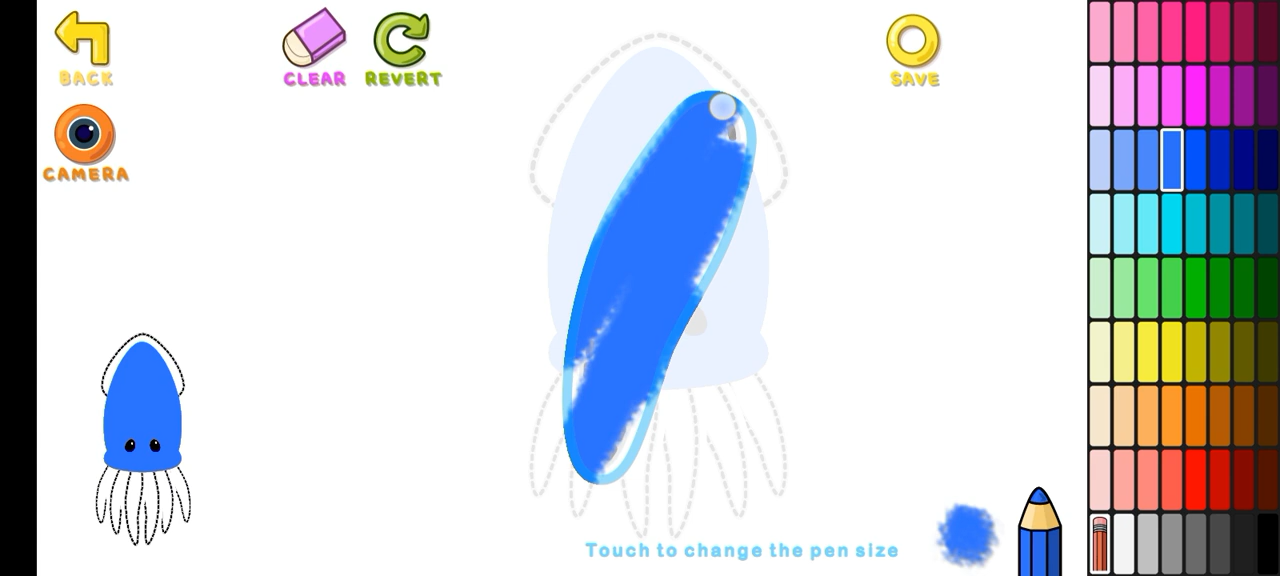 BACK
CLEAR
REVERT
SAVE
CAMERA
Touch to change the pen size